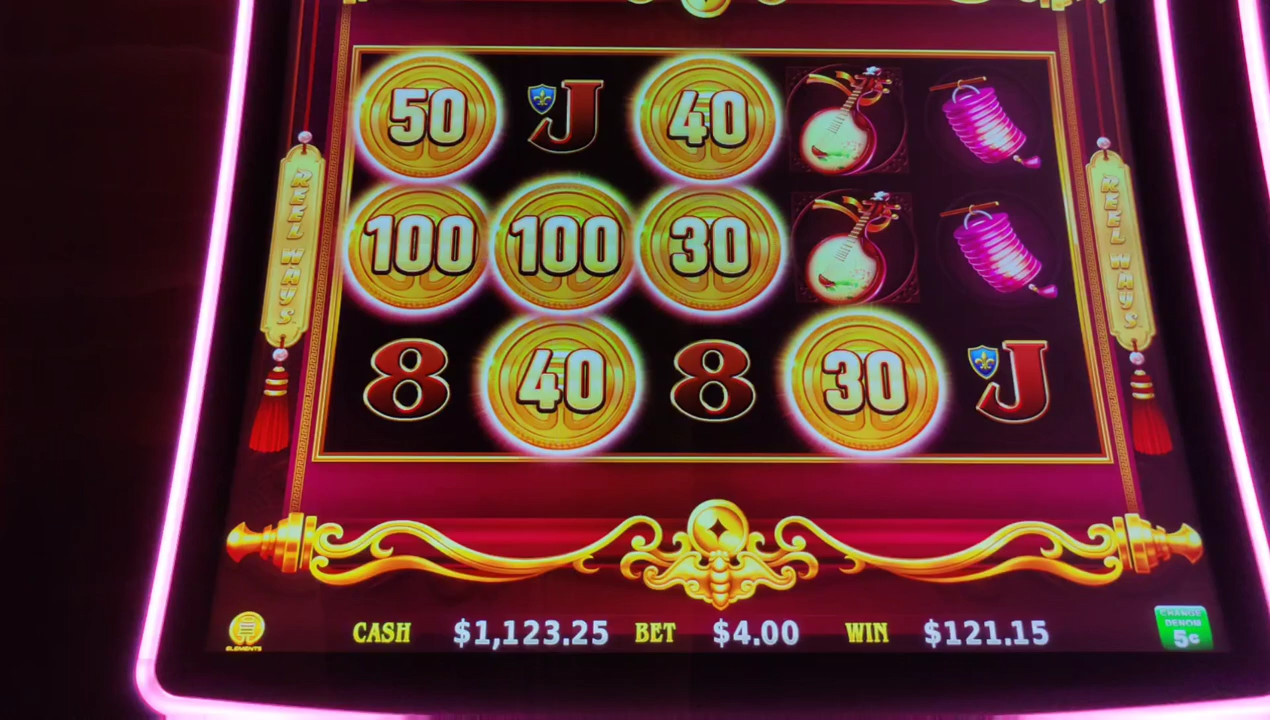 50 J 40
REEL WAYS
REEL WAYS
100 100 30
8 40 8 30 J
ELEMENTS
CASH $1,123.25 BET $4.00 WIN $121.15
CHANGE
DENOM
5¢